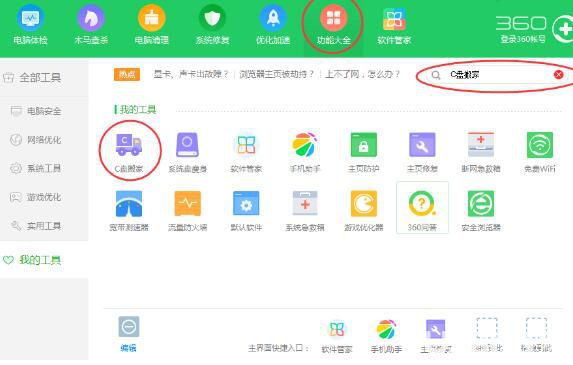 360
电脑体检 木马查杀 电脑清理 系统修复 优化加速 功能大全 软件管家 登录360帐号
全部工具 热点 显卡、声卡出故障? 浏览器主页被劫持? 上不了网,怎么办? C盘搬家
电脑安全
网络优化
系统工具
游戏优化
实用工具
我的工具
我的工具
C盘搬家 系统盘瘦身 软件管家 手机助手 主页防护 主页修复 断网急救箱 免费WiFi
宽带测速器 流量防火墙 默认软件 系统急救箱 游戏优化器 360问答 安全浏览器
编辑 主界面快捷入口: 软件管家 手机助手